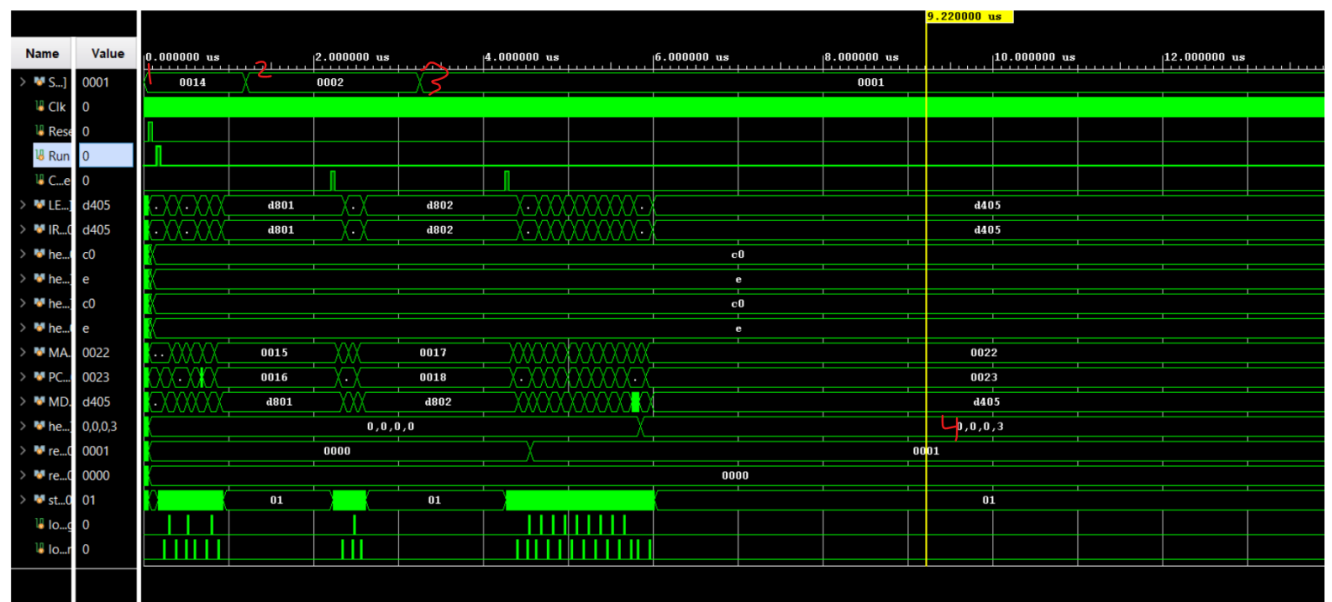 9.220000 us
Name Value 0.000000 us 2.000000 us 4.000000 us 6.000000 us 8.000000 us 10.000000 us 12.000000 us
1 2 3
S...] 0001 0014 0002 0001
Clk 0
Rese 0
Run 0
C...e 0
LE...] d405 . . d801 . d802 . . d405
IR...0 d405 . . d801 . d802 . . d405
he... c0 c0
he...] e e
he...] c0 c0
he...0 e e
MA. 0022 .. 0015 0017 0022
PC... 0023 . 0016 . 0018 . . 0023
MD. d405 . d801 d802 d405
he...] 0,0,0,3 0,0,0,0 4 0,0,0,3
re...0 0001 0000 0001
re...0 0000 0000
st...0 01 01 01 01
lo...g 0
lo...r 0